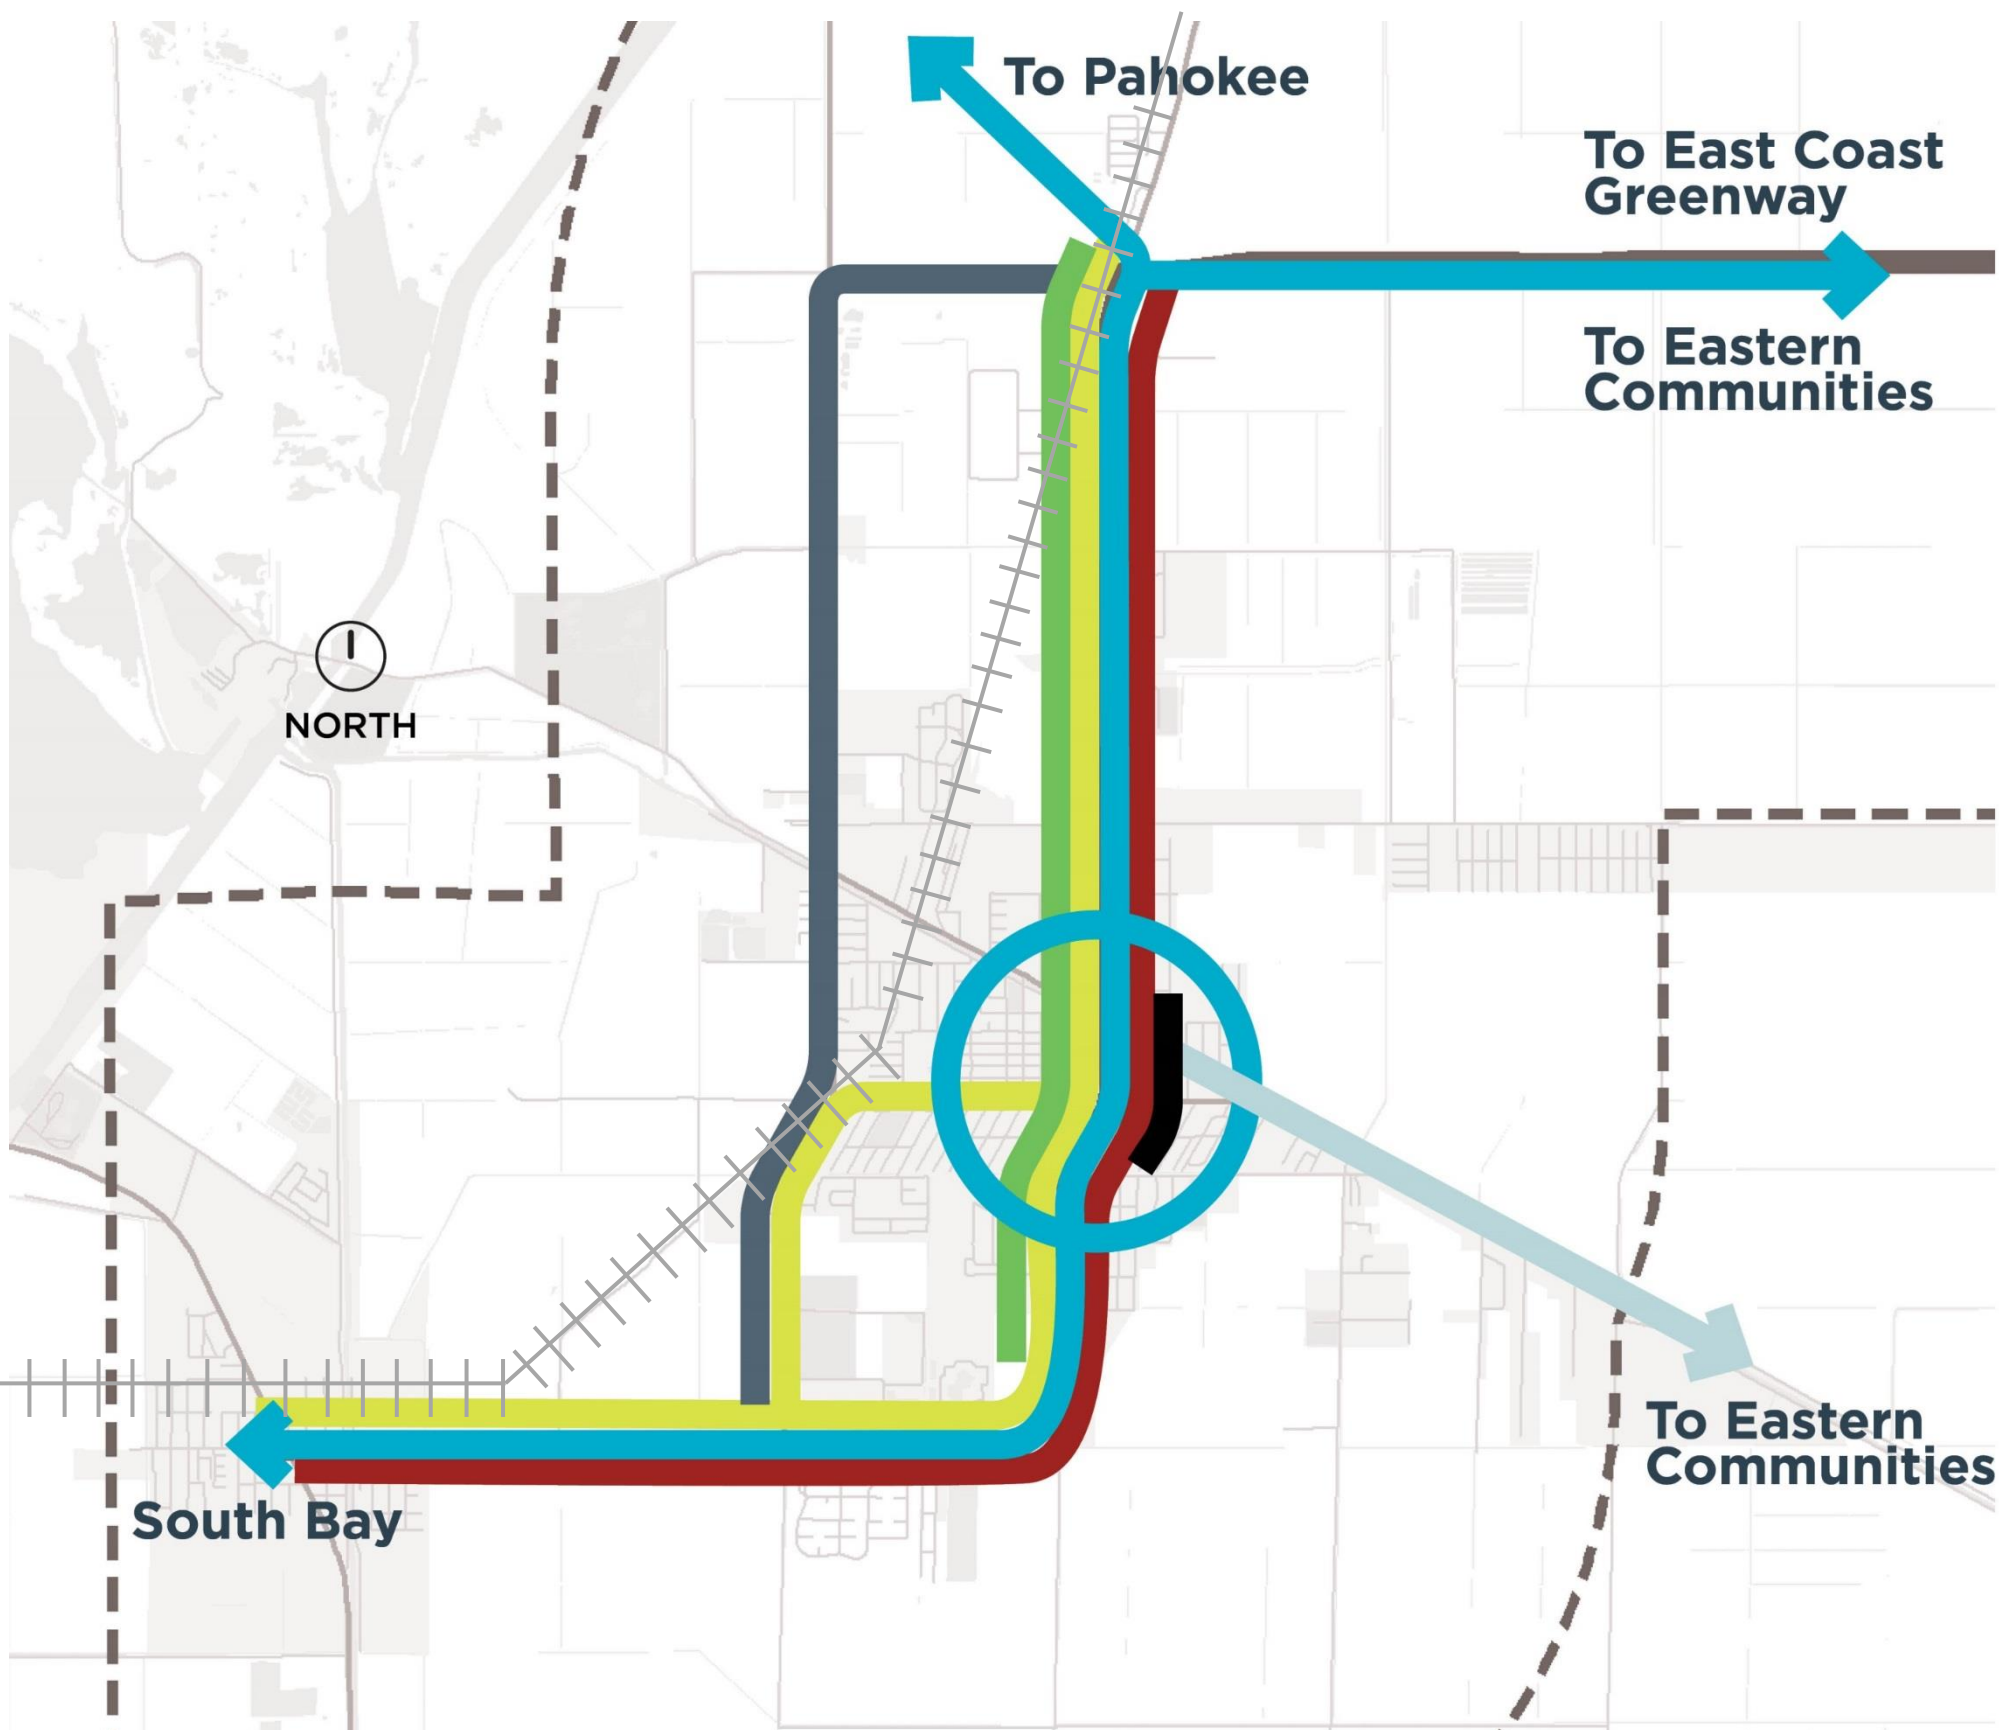 To Pahokee
To East Coast
Greenway
To Eastern
Communities
NORTH
To Eastern
Communities
South Bay